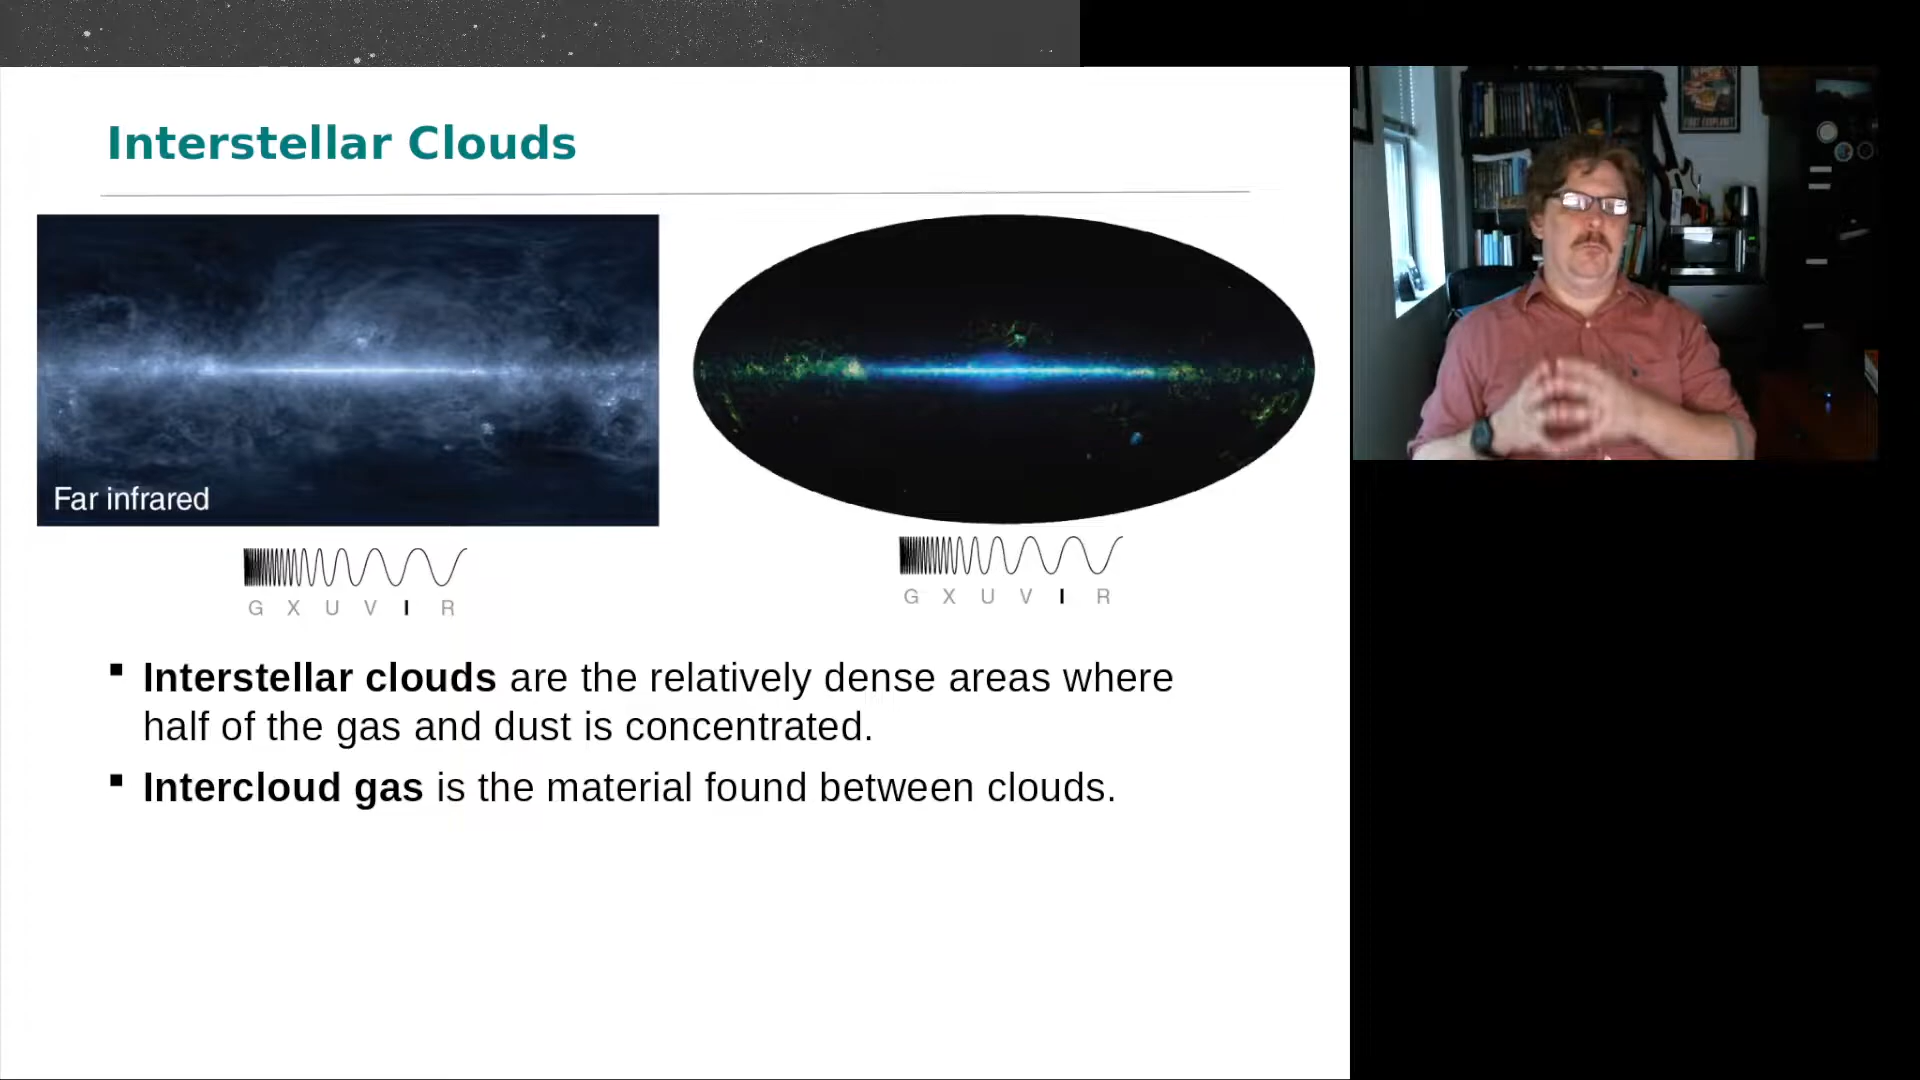 Interstellar Clouds
Far infrared
G X U V I R
G X U V I R
▪ Interstellar clouds are the relatively dense areas where
half of the gas and dust is concentrated.
▪ Intercloud gas is the material found between clouds.